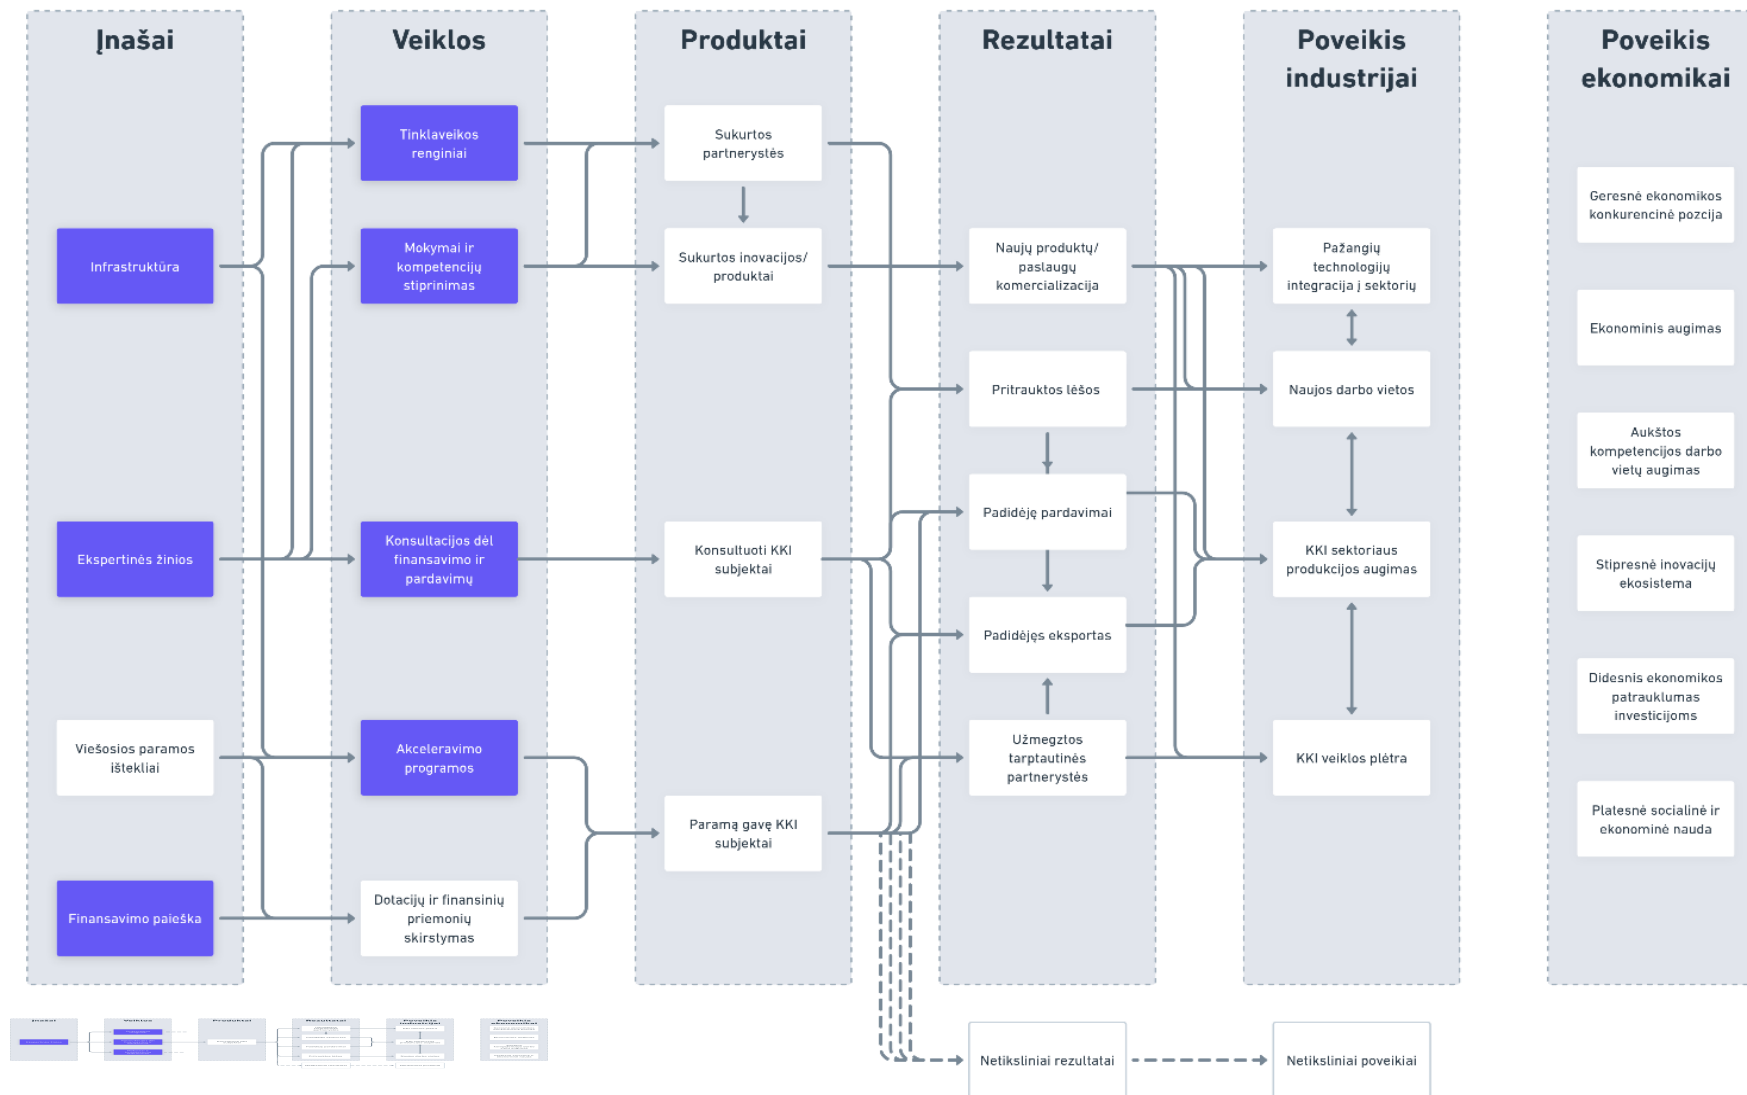 Įnašai
Infrastruktūra
Ekspertinės žinios
Viešosios paramos
ištekliai
Finansavimo paieška
Veiklos
Tinklaveikos
renginiai
Mokymai ir
kompetencijų
stiprinimas
Konsultacijos dėl
finansavimo ir
pardavimų
Akceleravimo
programos
Dotacijų ir finansinių
priemonių
skirstymas
Produktai
Sukurtos
partnerystės
Sukurtos inovacijos/
produktai
Konsultuoti KKI
subjektai
Paramą gavę KKI
subjektai
Rezultatai
Naujų produktų/
paslaugų
komercializacija
Pritrauktos lėšos
Padidėję pardavimai
Padidėjęs eksportas
Užmegztos
tarptautinės
partnerystės
Netiksliniai rezultatai
Poveikis
industrijai
Pažangių
technologijų
integracija į sektorių
Naujos darbo vietos
KKI sektoriaus
produkcijos augimas
KKI veiklos plėtra
Netiksliniai poveikiai
Poveikis
ekonomikai
Geresnė ekonomikos
konkurencinė pozcija
Ekonominis augimas
Aukštos
kompetencijos darbo
vietų augimas
Stipresnė inovacijų
ekosistema
Didesnis ekonomikos
patrauklumas
investicijoms
Platesnė socialinė ir
ekonominė nauda